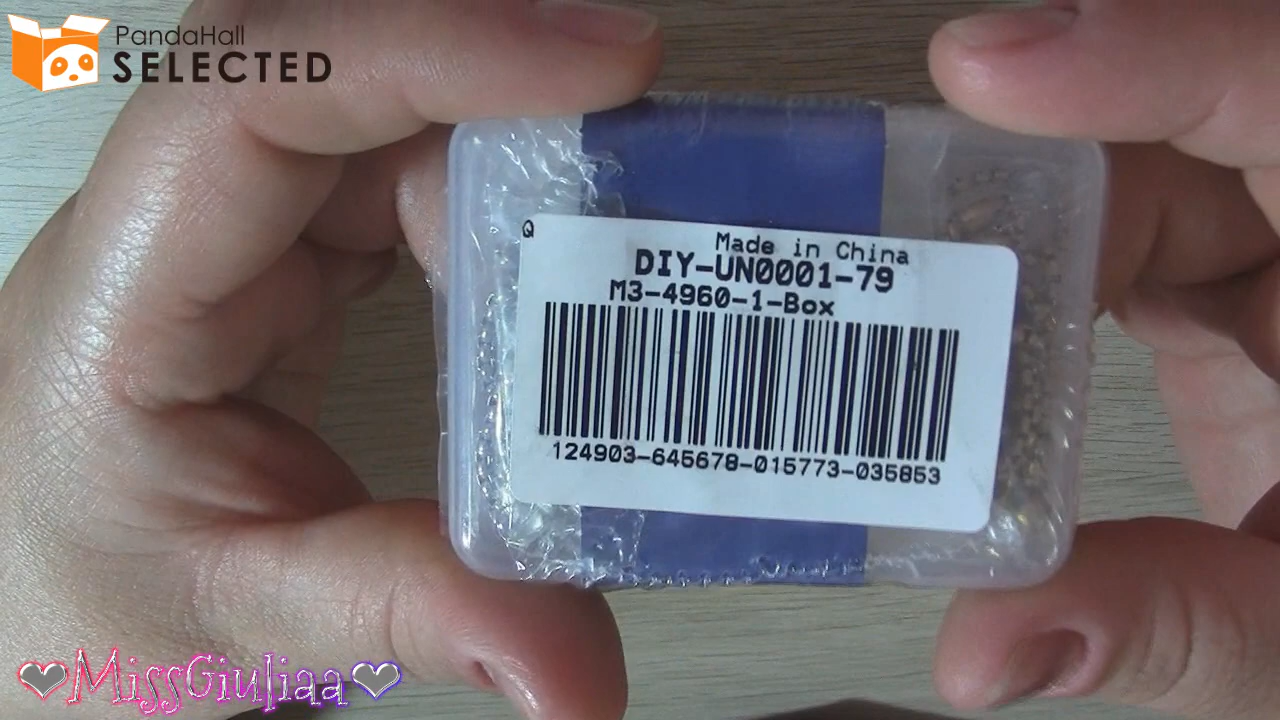 PandaHall
SELECTED
Q
Made in China
DIY-UN0001-79
M3-4960-1-Box
124903-645678-015773-035853
MissGiuliaa